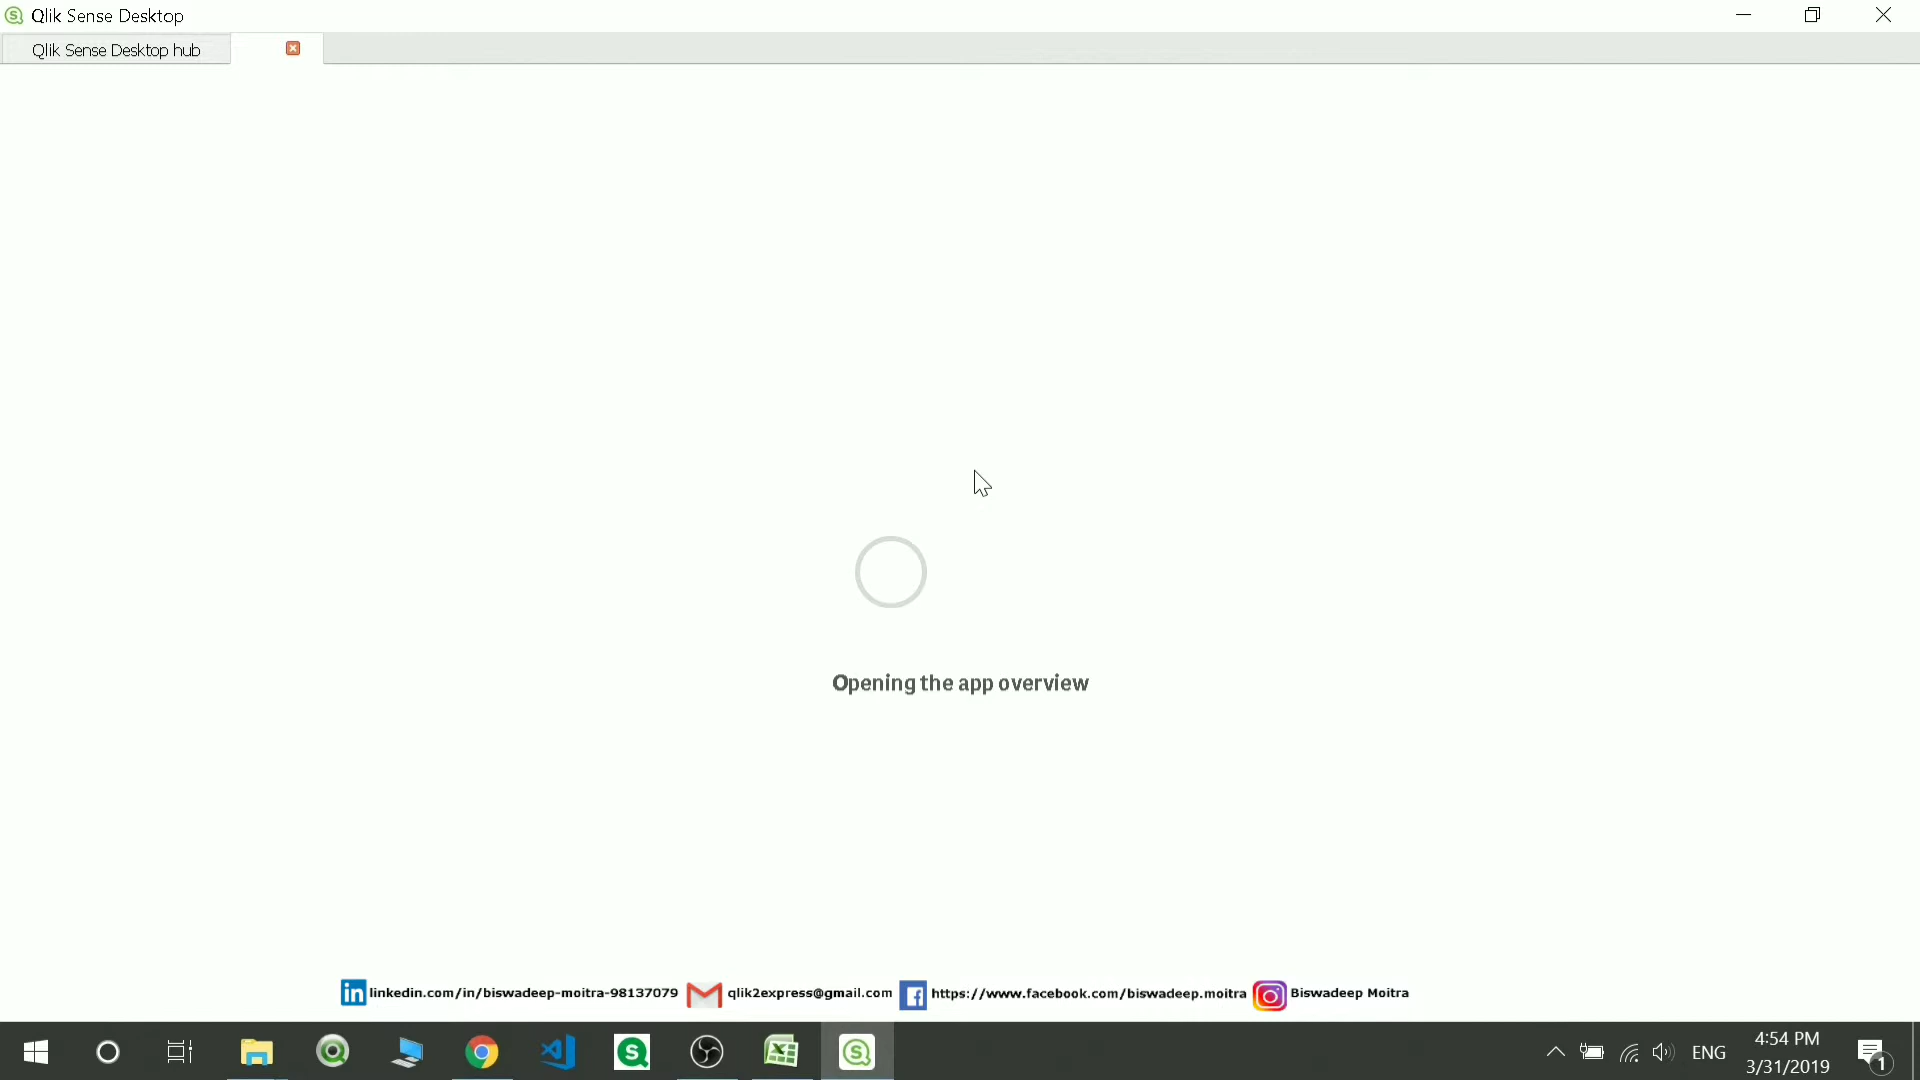 Qlik Sense Desktop
Qlik Sense Desktop hub
Opening the app overview
linkedin.com/in/biswadeep-moitra-98137079 qlik2express@gmail.com https://www.facebook.com/biswadeep.moitra Biswadeep Moitra
ENG
4:54 PM
3/31/2019
1